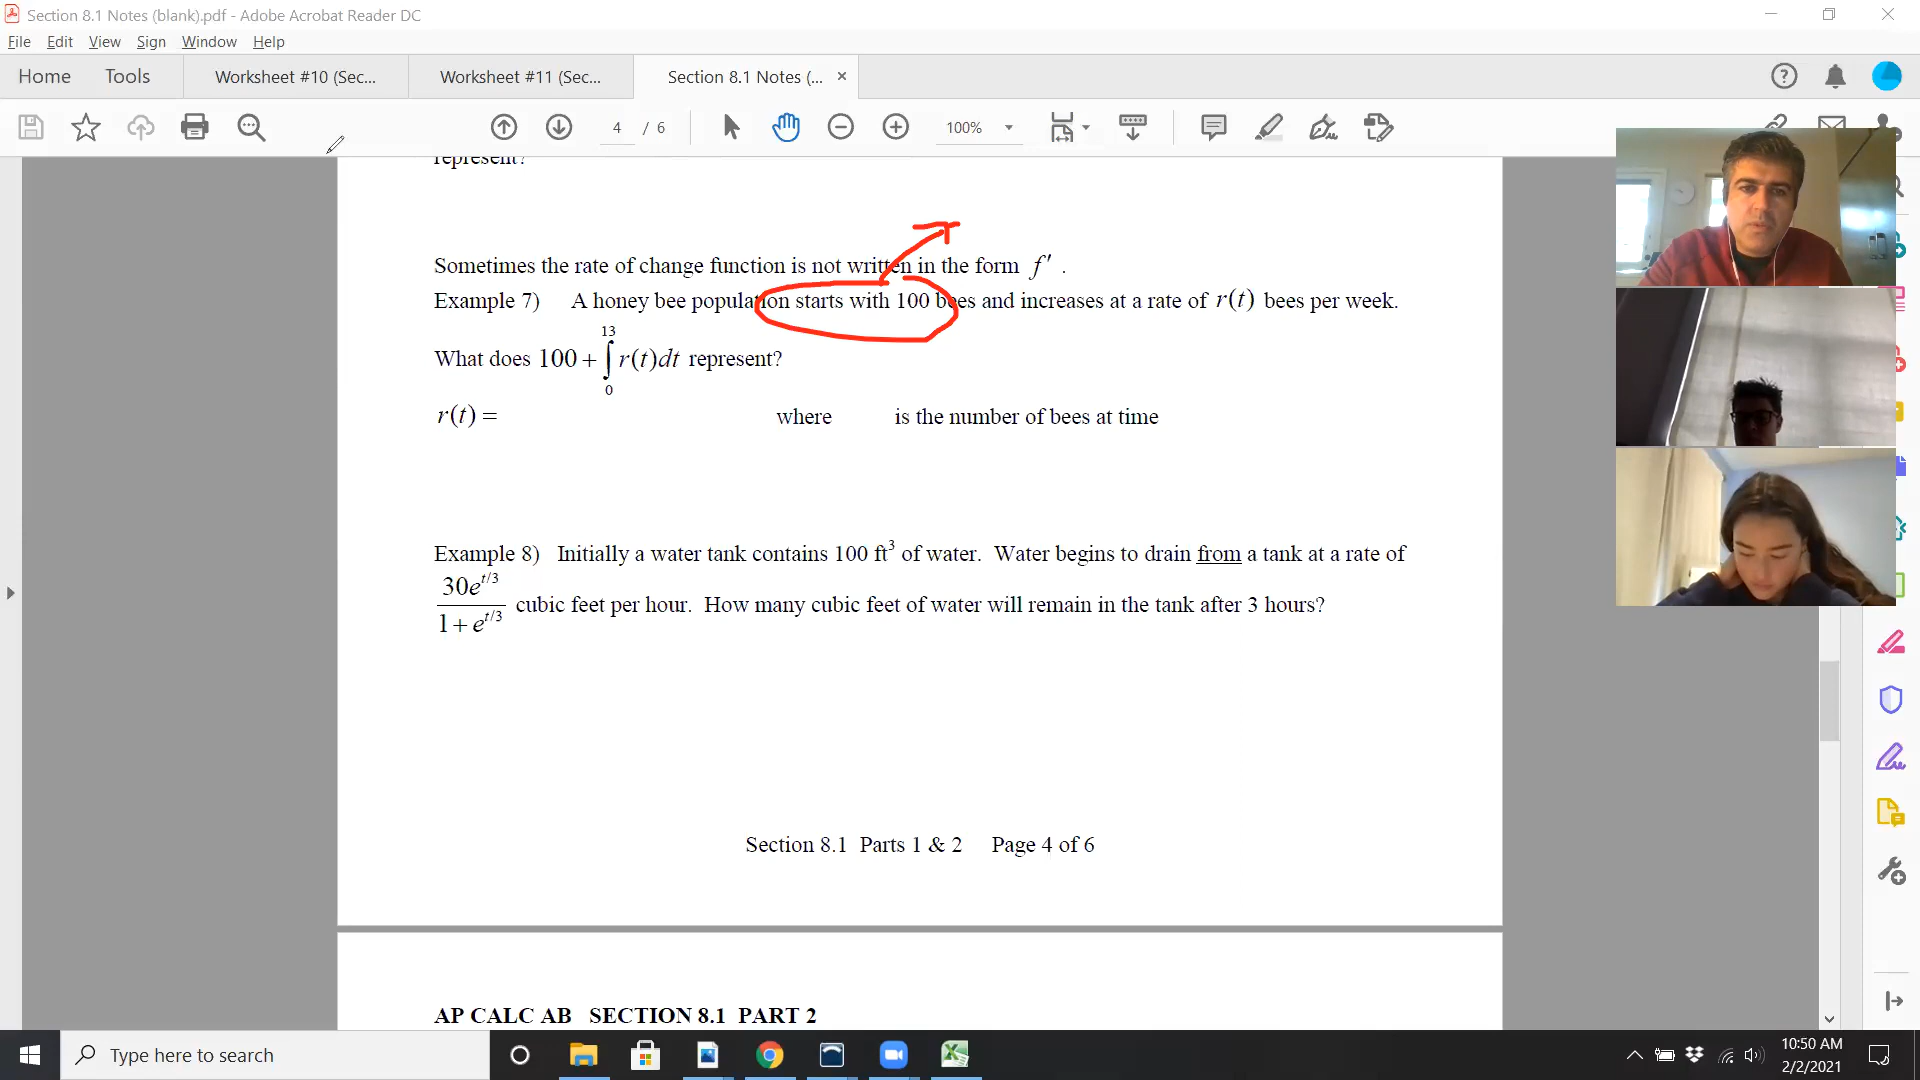 Section 8.1 Notes (blank).pdf - Adobe Acrobat Reader DC
File Edit View Sign Window Help
Home Tools Worksheet #10 (Sec... Worksheet #11 (Sec... Section 8.1 Notes (... ×
4 / 6 100%
represent?
Sometimes the rate of change function is not written in the form f′ .
Example 7) A honey bee population starts with 100 bees and increases at a rate of r(t) bees per week.
What does 100 + ∫₀¹³ r(t)dt represent?
r(t) = where is the number of bees at time
Example 8) Initially a water tank contains 100 ft³ of water. Water begins to drain from a tank at a rate of
30e^{t/3}
1 + e^{t/3} cubic feet per hour. How many cubic feet of water will remain in the tank after 3 hours?
Section 8.1 Parts 1 & 2 Page 4 of 6
AP CALC AB SECTION 8.1 PART 2
Type here to search
10:50 AM
2/2/2021